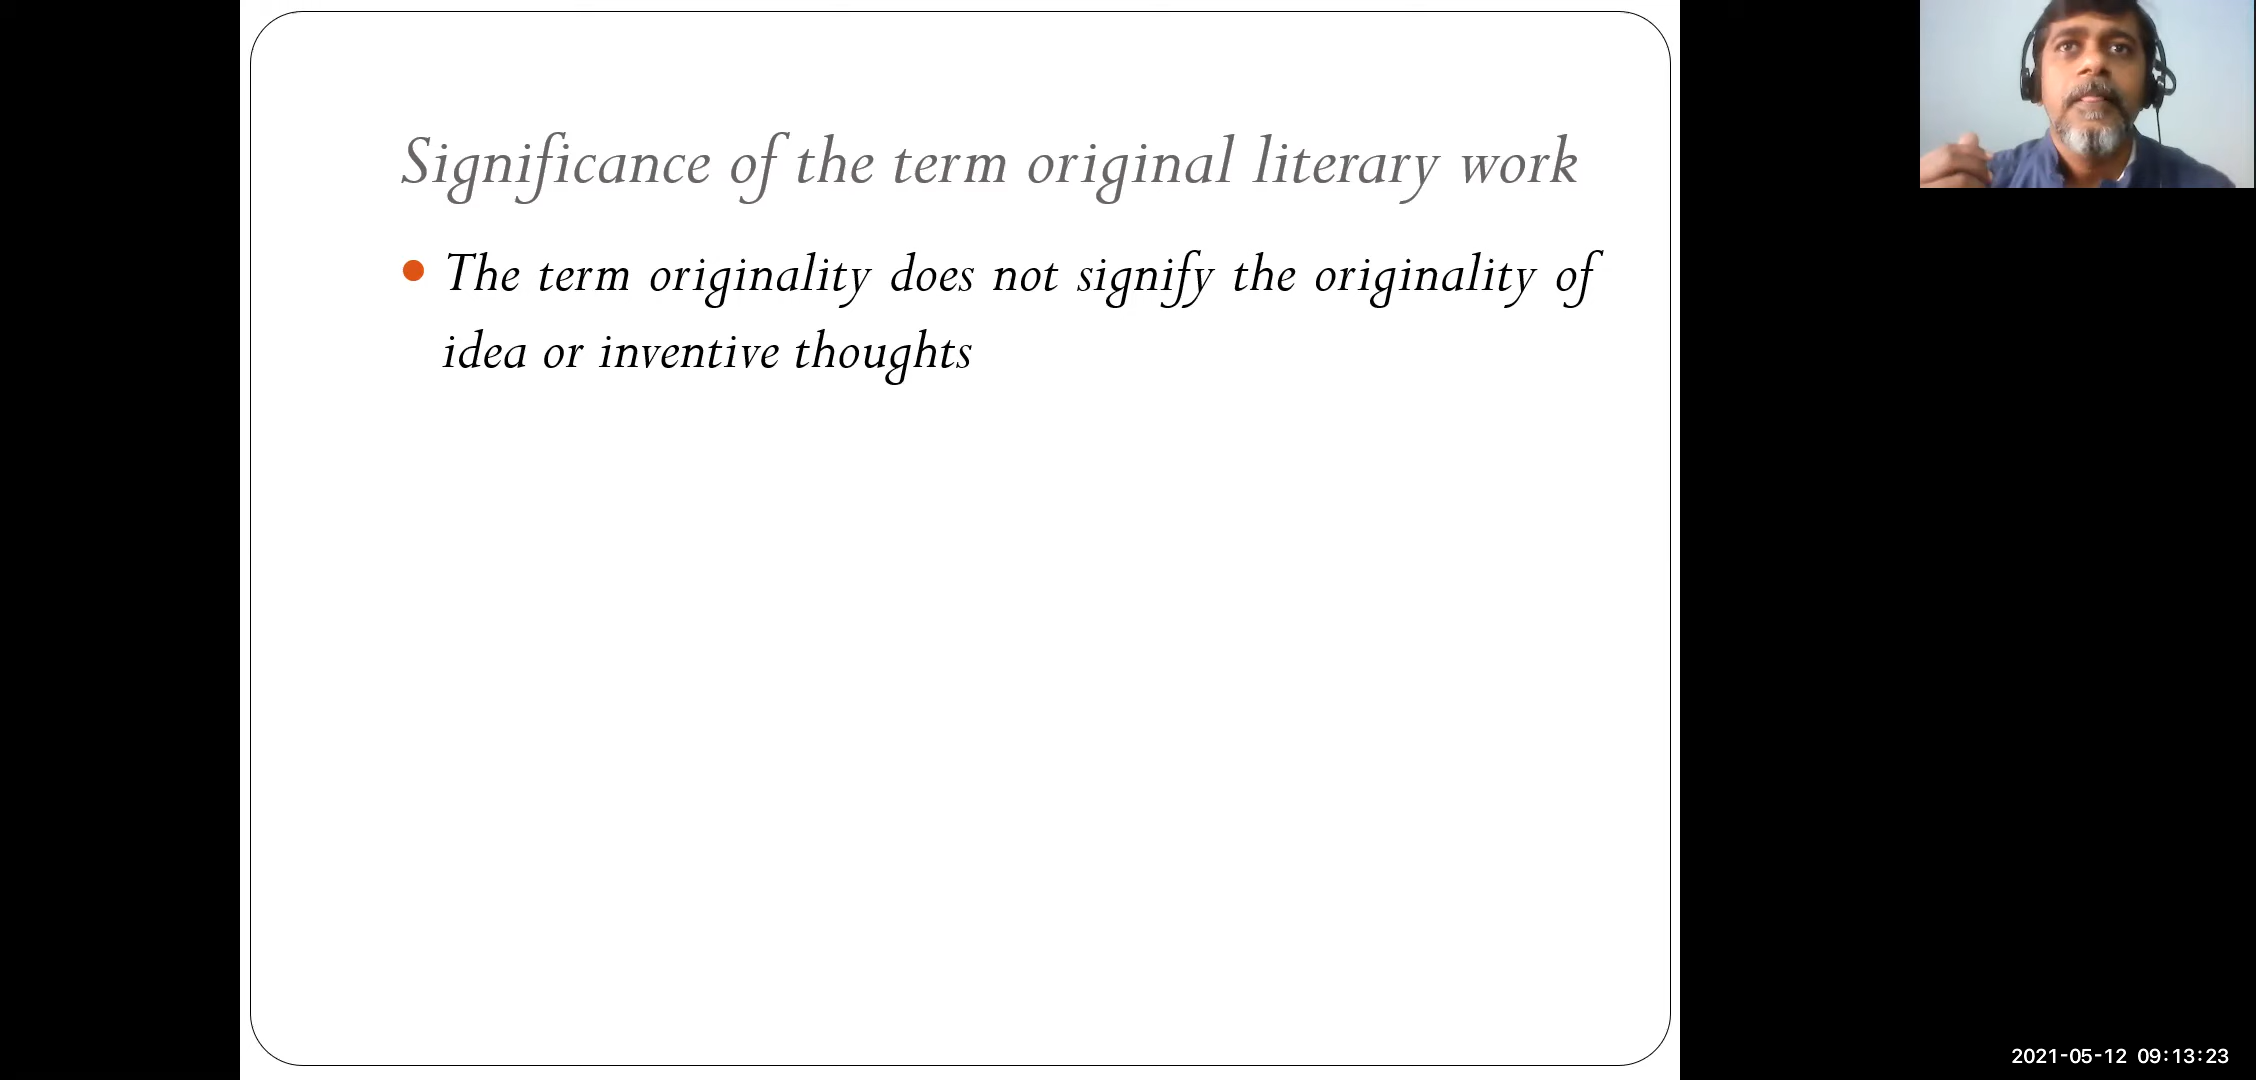 Significance of the term original literary work
The term originality does not signify the originality of
idea or inventive thoughts
2021-05-12 09:13:23